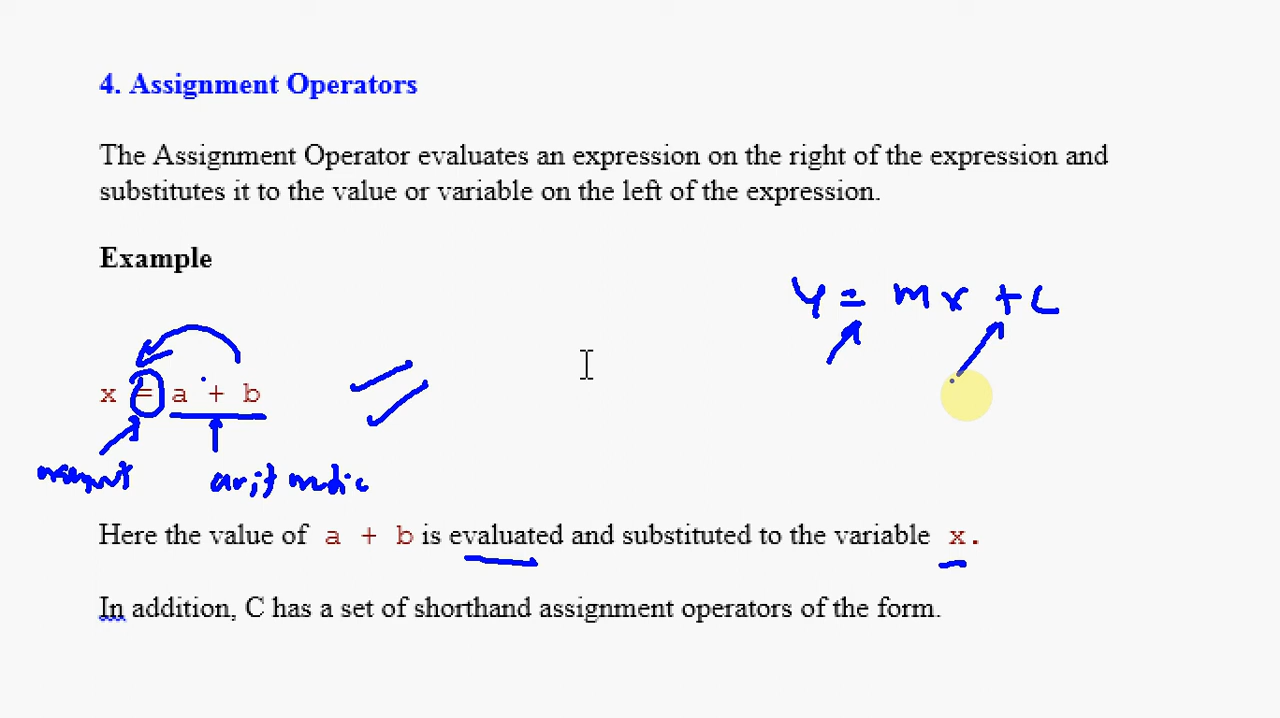 4. Assignment Operators
The Assignment Operator evaluates an expression on the right of the expression and
substitutes it to the value or variable on the left of the expression.
Example
y = mx + c
x = a + b
Here the value of a + b is evaluated and substituted to the variable x.
In addition, C has a set of shorthand assignment operators of the form.